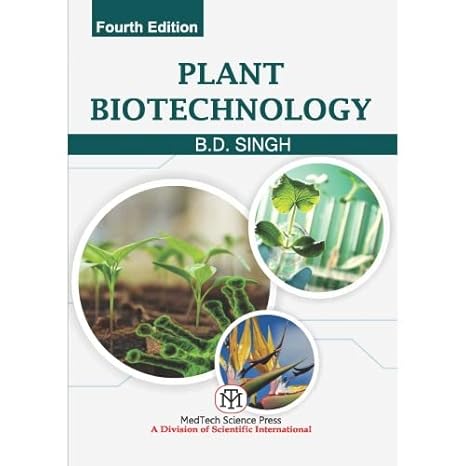 Fourth Edition
PLANT
BIOTECHNOLOGY
B.D. SINGH
MedTech Science Press
A Division of Scientific International